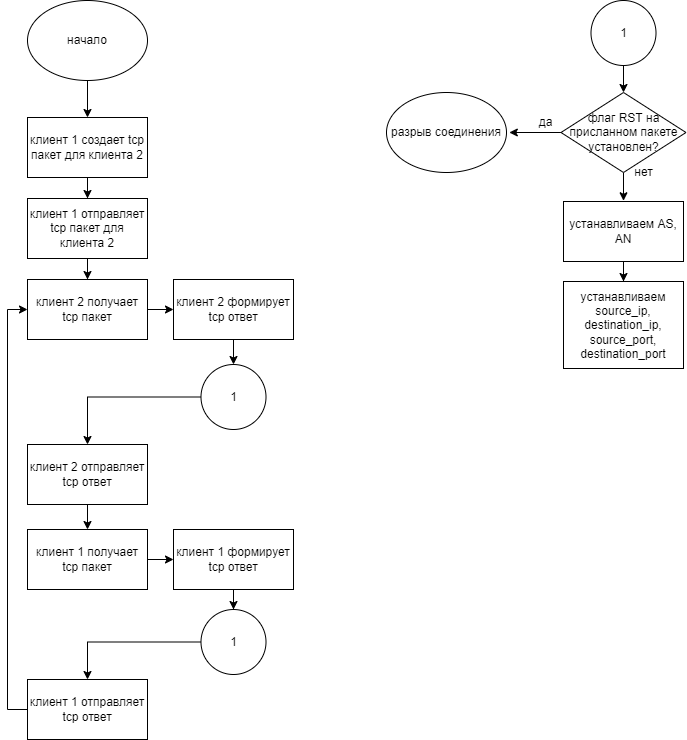 начало
клиент 1 создает tcp
пакет для клиента 2
клиент 1 отправляет
tcp пакет для
клиента 2
клиент 2 получает
tcp пакет
клиент 2 формирует
tcp ответ
1
клиент 2 отправляет
tcp ответ
клиент 1 получает
tcp пакет
клиент 1 формирует
tcp ответ
1
клиент 1 отправляет
tcp ответ
1
флаг RST на
присланном пакете
установлен?
да
разрыв соединения
нет
устанавливаем AS,
AN
устанавливаем
source_ip,
destination_ip,
source_port,
destination_port